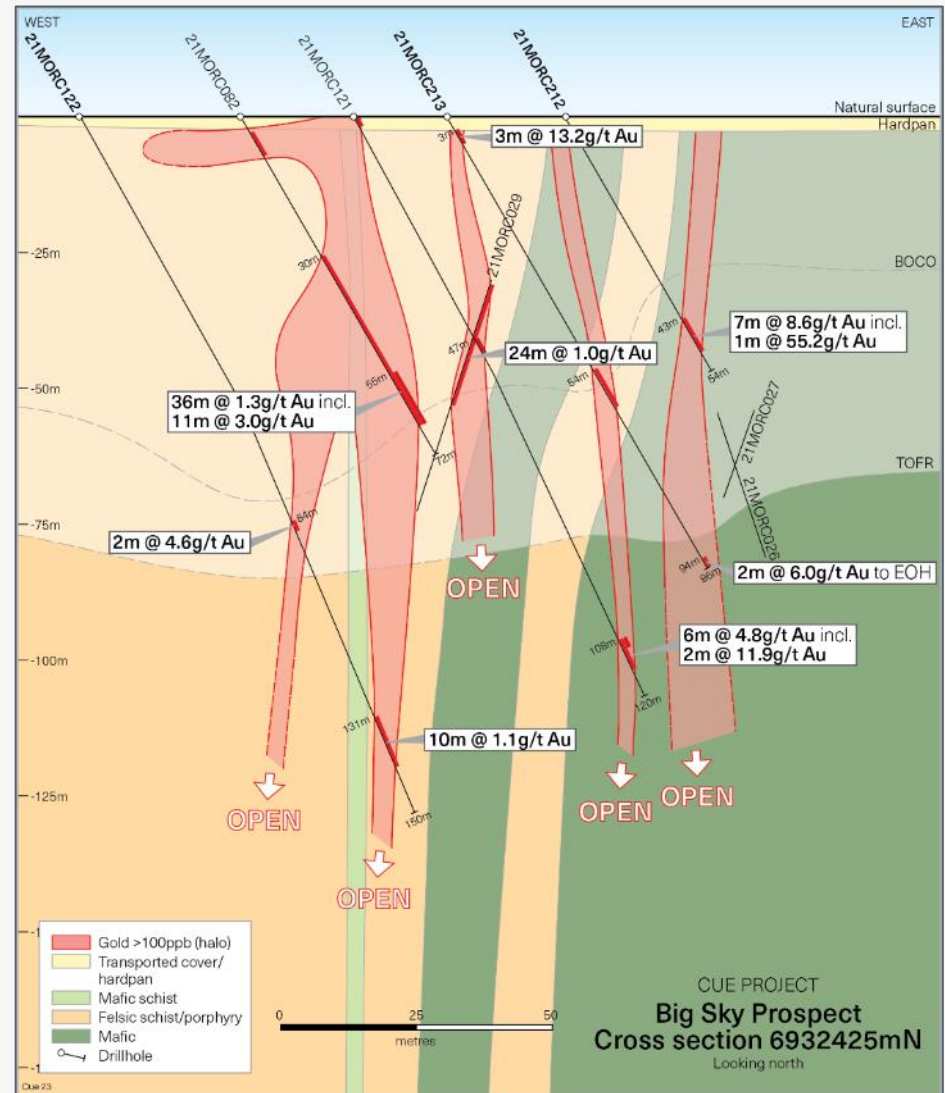 WEST
EAST
21MORC122
21MORC082
21MORC121
21MORC213
21MORC212
Natural surface
Hardpan
3m
3m @ 13.2g/t Au
21MORC029
-25m
30m
BOCO
43m
7m @ 8.6g/t Au incl.
1m @ 55.2g/t Au
47m
24m @ 1.0g/t Au
54m
54m
-50m
55m
36m @ 1.3g/t Au incl.
11m @ 3.0g/t Au
72m
21MORC027
21MORC026
TOFR
-75m
84m
2m @ 4.6g/t Au
94m
96m
2m @ 6.0g/t Au to EOH
OPEN
-100m
108m
6m @ 4.8g/t Au incl.
2m @ 11.9g/t Au
120m
131m
10m @ 1.1g/t Au
150m
-125m
OPEN
OPEN
OPEN
OPEN
Gold >100ppb (halo)
Transported cover/
hardpan
Mafic schist
Felsic schist/porphyry
Mafic
Drillhole
0
25
50
metres
CUE PROJECT
Big Sky Prospect
Cross section 6932425mN
Looking north
Cue 23